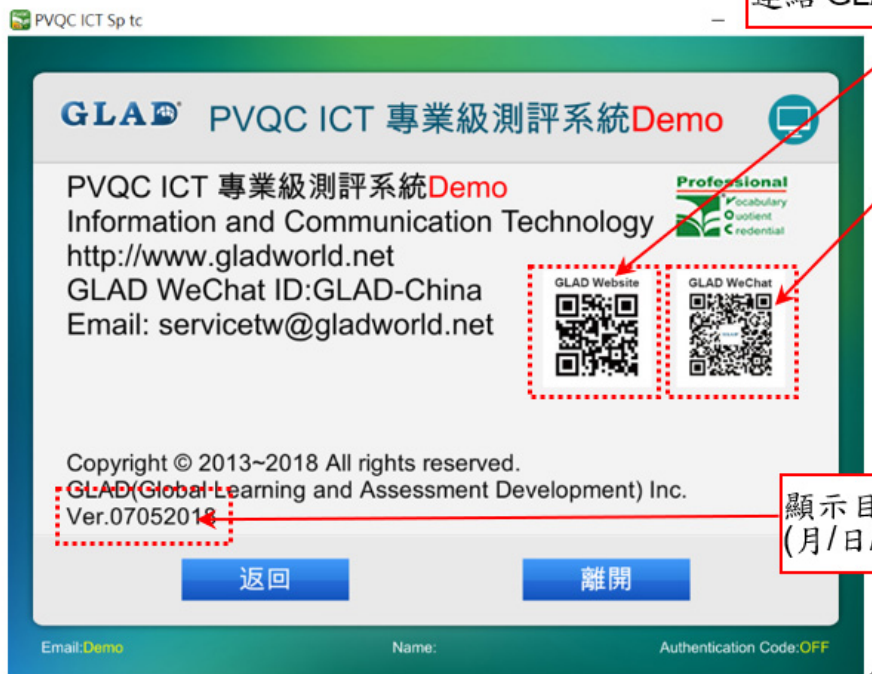 PVQC ICT Sp tc
連結 GLA
GLAD PVQC ICT 專業級測評系統Demo
PVQC ICT 專業級測評系統Demo
Professional
Vocabulary
Quotient
Credential
Information and Communication Technology
http://www.gladworld.net
GLAD WeChat ID:GLAD-China
Email: servicetw@gladworld.net
GLAD Website
GLAD WeChat
Copyright © 2013~2018 All rights reserved.
GLAD(Global Learning and Assessment Development) Inc.
Ver.07052018
顯示目
(月/日/
返回
離開
Email:Demo
Name:
Authentication Code:OFF